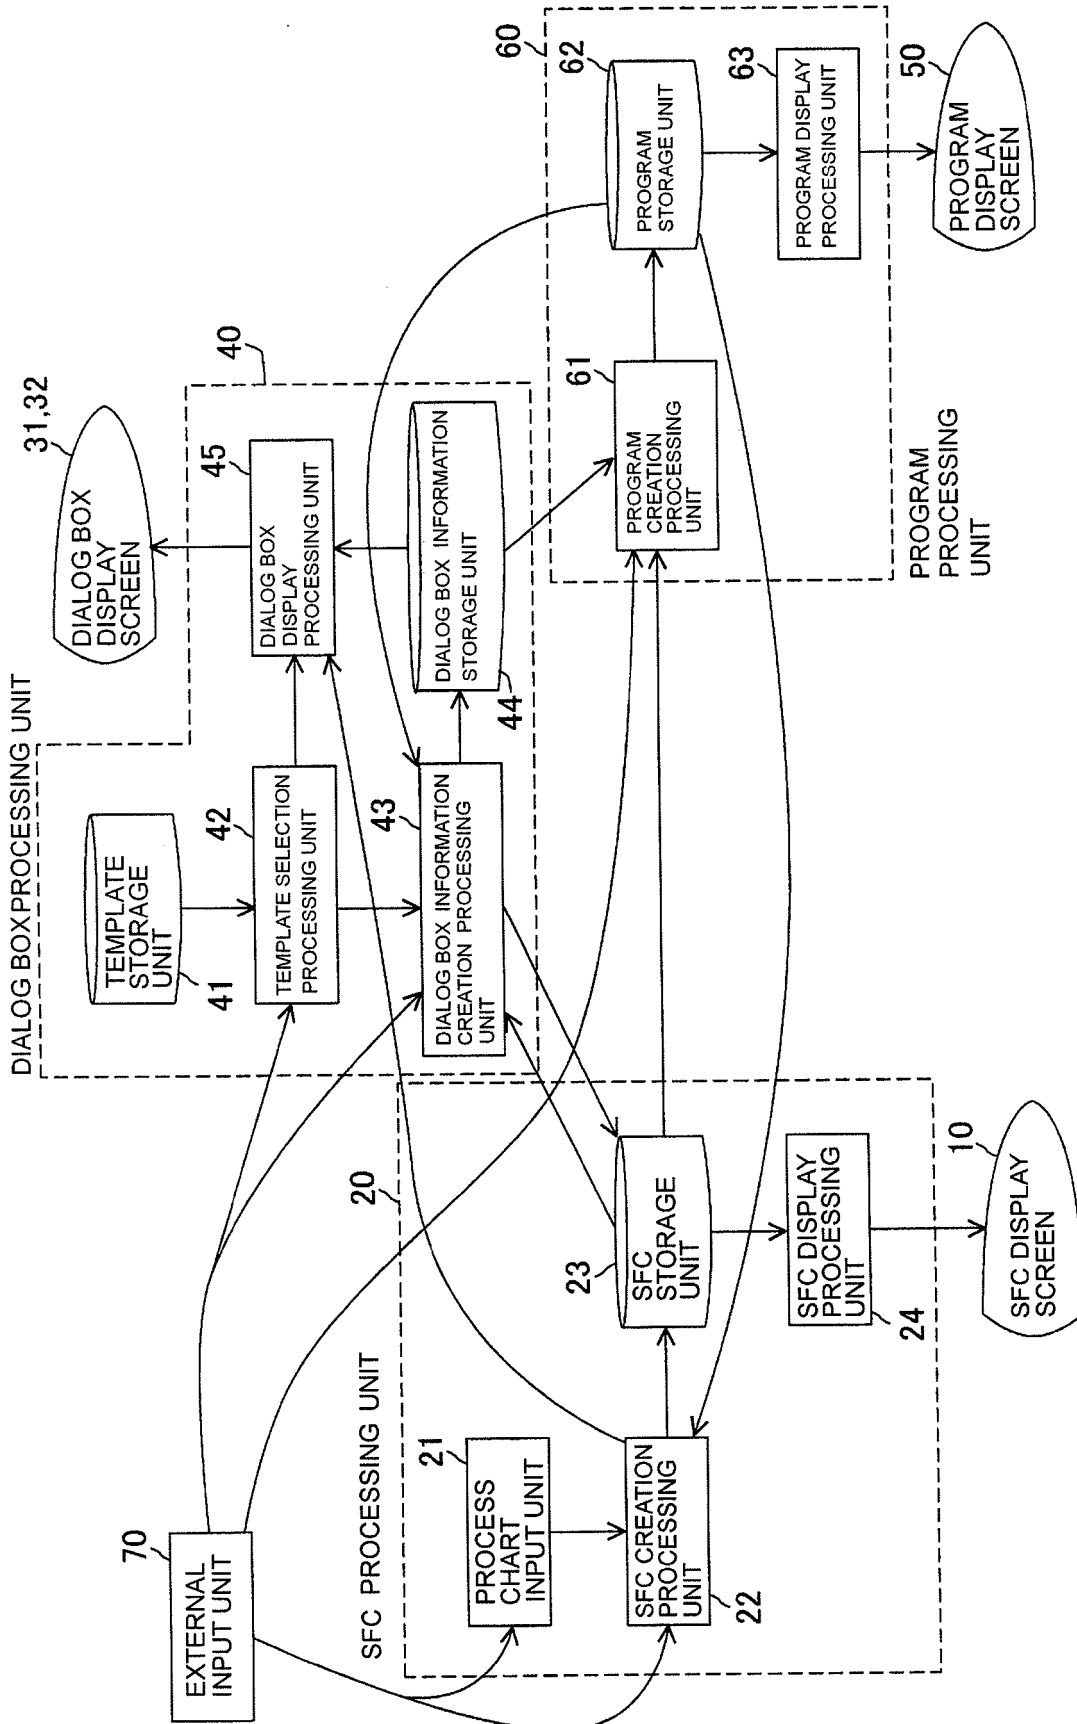 70
EXTERNAL
INPUT UNIT
SFC PROCESSING UNIT
20
21
PROCESS
CHART
INPUT UNIT
SFC CREATION
PROCESSING
UNIT
22
23
SFC
STORAGE
UNIT
SFC DISPLAY
PROCESSING
UNIT
24
10
SFC DISPLAY
SCREEN
DIALOG BOXPROCESSING UNIT
40
TEMPLATE
STORAGE
UNIT
41
42
TEMPLATE SELECTION
PROCESSING UNIT
43
DIALOG BOX INFORMATION
CREATION PROCESSING
UNIT
DIALOG BOX INFORMATION
STORAGE UNIT
44
45
DIALOG BOX
DISPLAY
PROCESSING UNIT
31,32
DIALOG BOX
DISPLAY
SCREEN
60
61
PROGRAM
CREATION
PROCESSING
UNIT
62
PROGRAM
STORAGE UNIT
63
PROGRAM DISPLAY
PROCESSING UNIT
50
PROGRAM
DISPLAY
SCREEN
PROGRAM
PROCESSING
UNIT